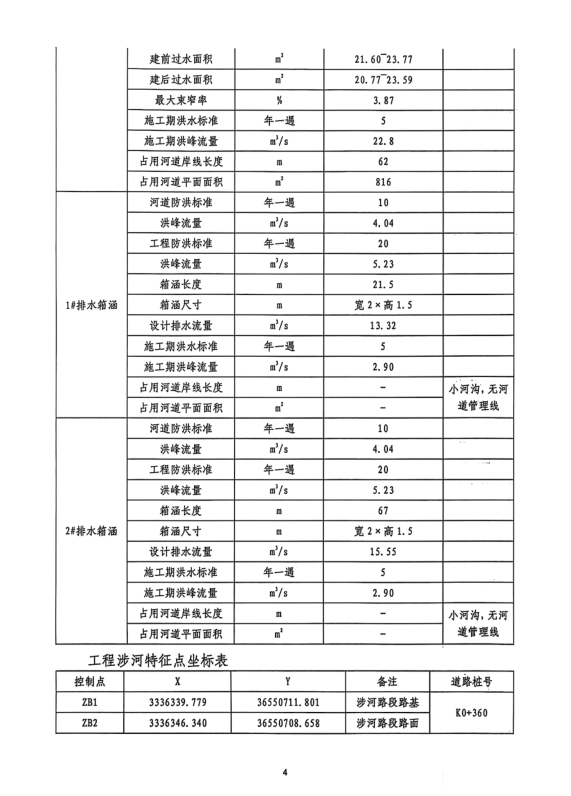 建前过水面积 m² 21.60~23.77
建后过水面积 m² 20.77~23.59
最大束窄率 % 3.87
施工期洪水标准 年一遇 5
施工期洪峰流量 m³/s 22.8
占用河道岸线长度 m 62
占用河道平面面积 m² 816
1#排水箱涵
河道防洪标准 年一遇 10
洪峰流量 m³/s 4.04
工程防洪标准 年一遇 20
洪峰流量 m³/s 5.23
箱涵长度 m 21.5
箱涵尺寸 m 宽2×高1.5
设计排水流量 m³/s 13.32
施工期洪水标准 年一遇 5
施工期洪峰流量 m³/s 2.90
占用河道岸线长度 m － 小河沟，无河
占用河道平面面积 m² － 道管理线
2#排水箱涵
河道防洪标准 年一遇 10
洪峰流量 m³/s 4.04
工程防洪标准 年一遇 20
洪峰流量 m³/s 5.23
箱涵长度 m 67
箱涵尺寸 m 宽2×高1.5
设计排水流量 m³/s 15.55
施工期洪水标准 年一遇 5
施工期洪峰流量 m³/s 2.90
占用河道岸线长度 m － 小河沟，无河
占用河道平面面积 m² － 道管理线
工程涉河特征点坐标表
控制点 X Y 备注 道路桩号
ZB1 3336339.779 36550711.801 涉河路段路基 K0+360
ZB2 3336346.340 36550708.658 涉河路段路面
4